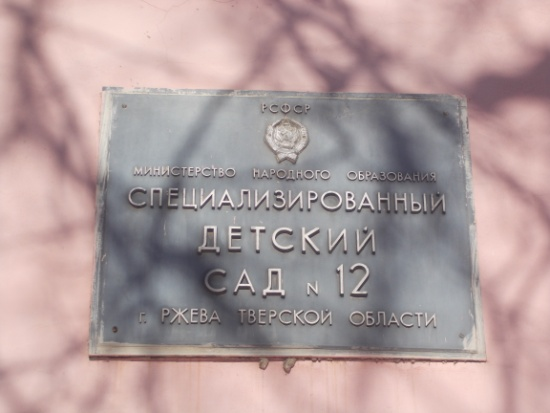 РСФСР
МИНИСТЕРСТВО НАРОДНОГО ОБРАЗОВАНИЯ
СПЕЦИАЛИЗИРОВАННЫЙ
ДЕТСКИЙ
САД N 12
Г. РЖЕВА ТВЕРСКОЙ ОБЛАСТИ